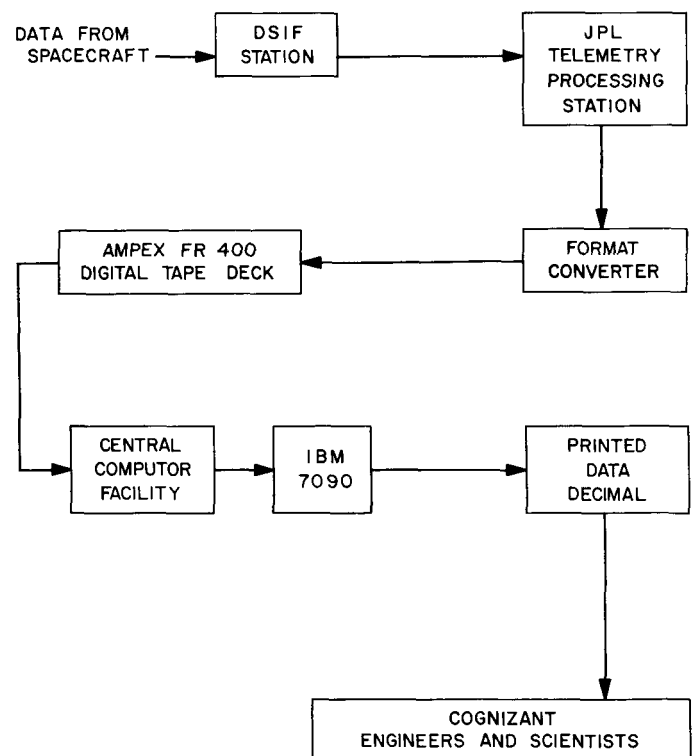 DATA FROM
SPACECRAFT
DSIF
STATION
JPL
TELEMETRY
PROCESSING
STATION
AMPEX FR 400
DIGITAL TAPE DECK
FORMAT
CONVERTER
CENTRAL
COMPUTOR
FACILITY
IBM
7090
PRINTED
DATA
DECIMAL
COGNIZANT
ENGINEERS AND SCIENTISTS